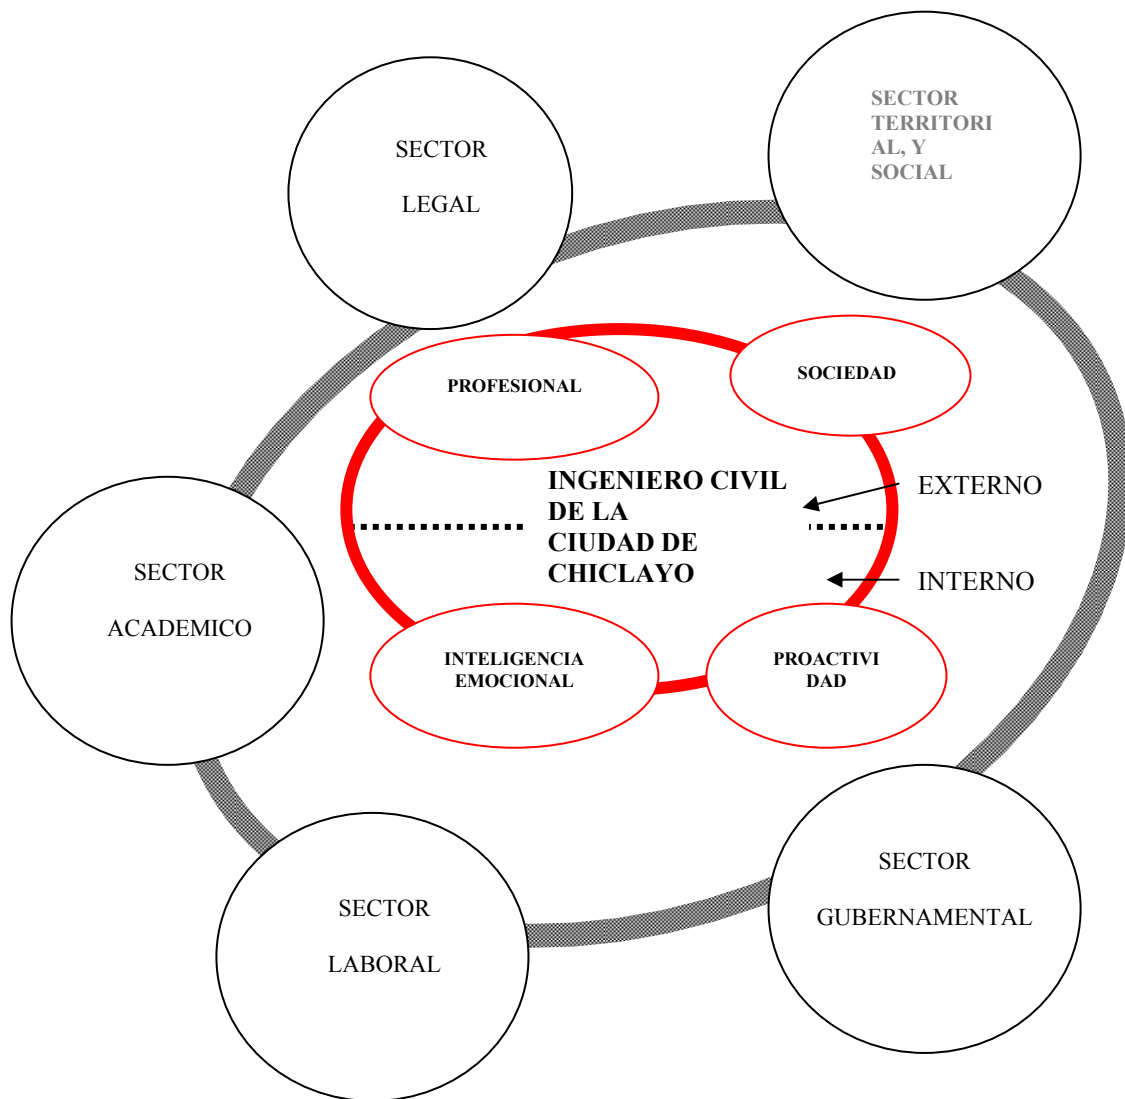 SECTOR
LEGAL
SECTOR
TERRITORI
AL, Y
SOCIAL
PROFESIONAL
SOCIEDAD
INGENIERO CIVIL
DE LA
CIUDAD DE
CHICLAYO
EXTERNO
INTERNO
SECTOR
ACADEMICO
INTELIGENCIA
EMOCIONAL
PROACTIVI
DAD
SECTOR
LABORAL
SECTOR
GUBERNAMENTAL